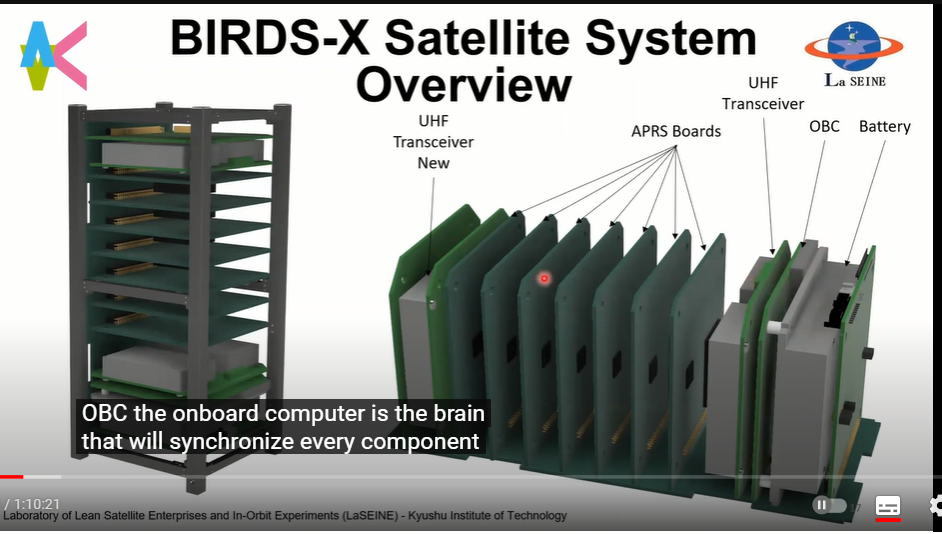 BIRDS-X Satellite System
Overview
La SEINE
UHF
Transceiver
New
APRS Boards
UHF
Transceiver
OBC
Battery
OBC the onboard computer is the brain
that will synchronize every component
/ 1:10:21
Laboratory of Lean Satellite Enterprises and In-Orbit Experiments (LaSEINE) - Kyushu Institute of Technology
17